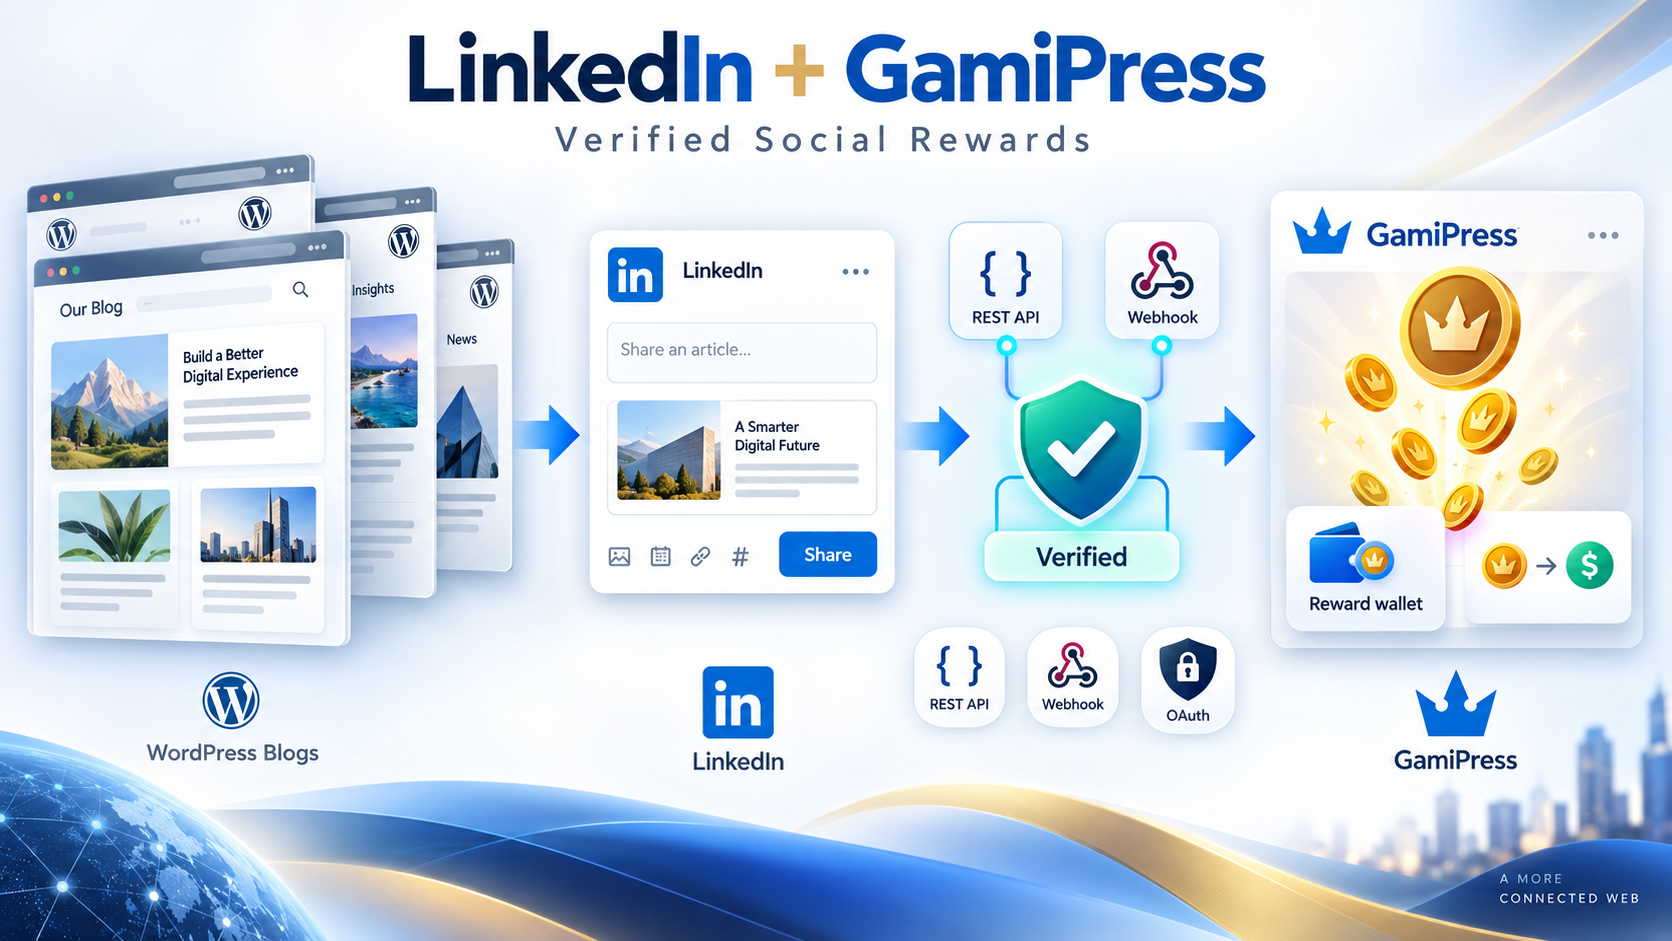 LinkedIn + GamiPress
Verified Social Rewards
Our Blog
Build a Better
Digital Experience
Insights
News
WordPress Blogs
in
LinkedIn
Share an article...
A Smarter
Digital Future
#
Share
in
LinkedIn
{ }
REST API
Webhook
Verified
{ }
REST API
Webhook
OAuth
GamiPress
Reward wallet
$
GamiPress
A MORE
CONNECTED WEB